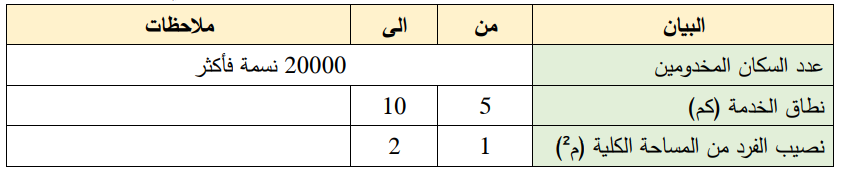 البيان من الى ملاحظات
عدد السكان المخدومين 20000 نسمة فأكثر
نطاق الخدمة (كم) 5 10
نصيب الفرد من المساحة الكلية (م²) 1 2